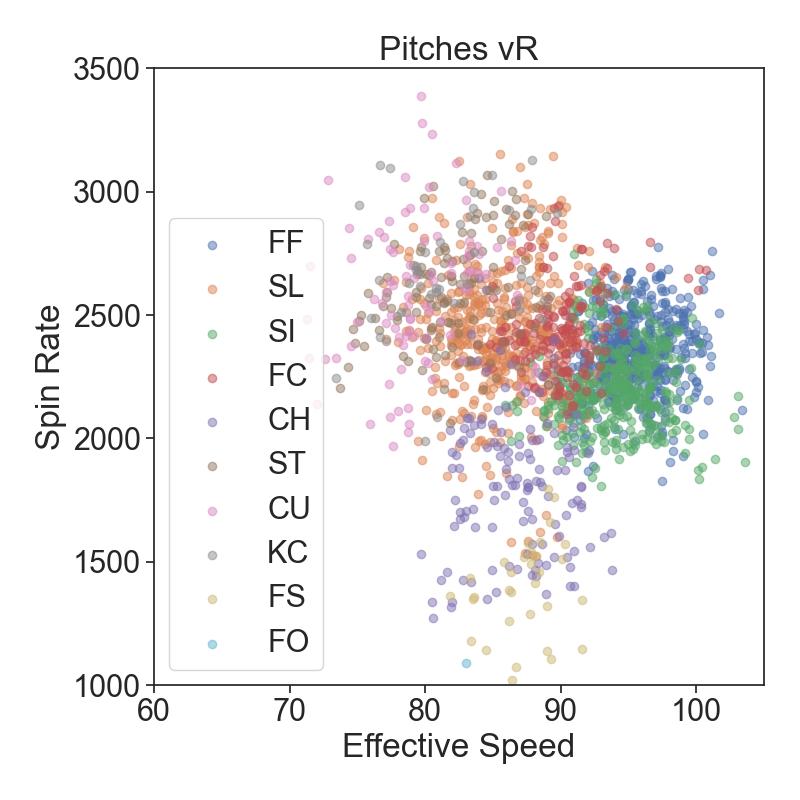 Pitches vR
3500
3000
2500
2000
1500
1000
Spin Rate
FF
SL
SI
FC
CH
ST
CU
KC
FS
FO
60 70 80 90 100
Effective Speed